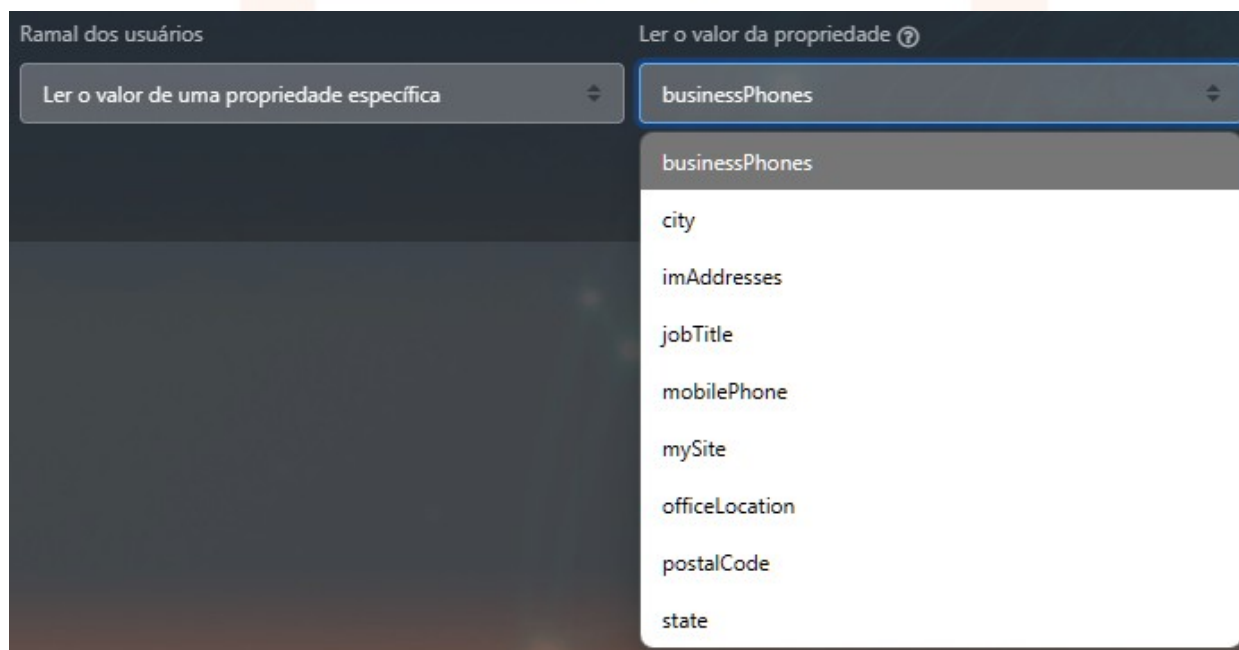 Ramal dos usuários
Ler o valor da propriedade ?
Ler o valor de uma propriedade específica
businessPhones
businessPhones
city
imAddresses
jobTitle
mobilePhone
mySite
officeLocation
postalCode
state